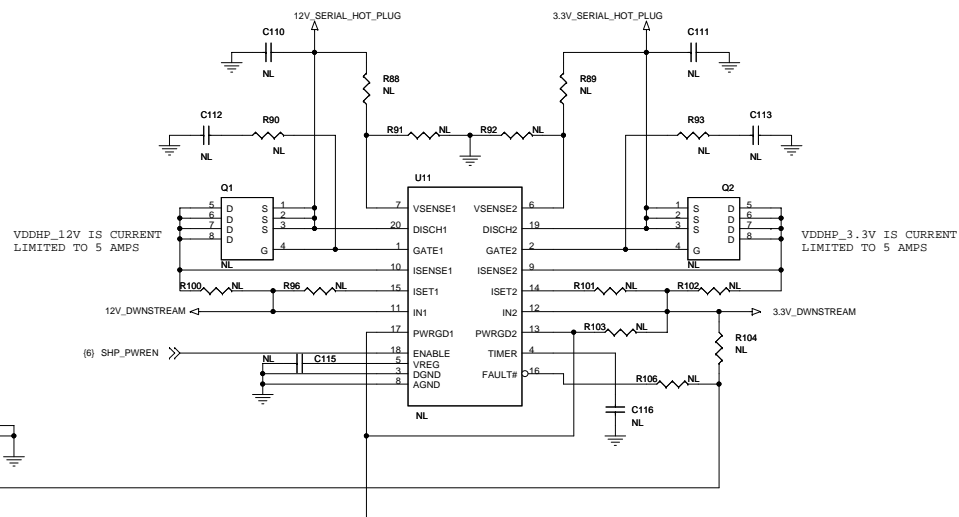 12V_SERIAL_HOT_PLUG 3.3V_SERIAL_HOT_PLUG
C110 C111
NL NL
R88 R89
NL NL
C112 R90 R91 NL R92 NL R93 C113
NL NL NL NL
U11
Q1 Q2
5 D S 1 7 VSENSE1 VSENSE2 6 1 S D 5
6 D S 2 2 S D 6
7 D S 3 20 DISCH1 DISCH2 19 3 S D 7
8 D D 8
G 4 1 GATE1 GATE2 2 4 G
NL NL
VDDHP_12V IS CURRENT
LIMITED TO 5 AMPS
VDDHP_3.3V IS CURRENT
LIMITED TO 5 AMPS
10 ISENSE1 ISENSE2 9
R100 NL R96 NL 15 ISET1 ISET2 14 R101 NL R102 NL
12V_DWNSTREAM 11 IN1 IN2 12 3.3V_DWNSTREAM
17 PWRGD1 PWRGD2 13 R103 NL
R104
NL
{6} SHP_PWREN 18 ENABLE TIMER 4
NL C115 5 VREG
3 DGND FAULT# 16 R106 NL
8 AGND
NL
C116
NL